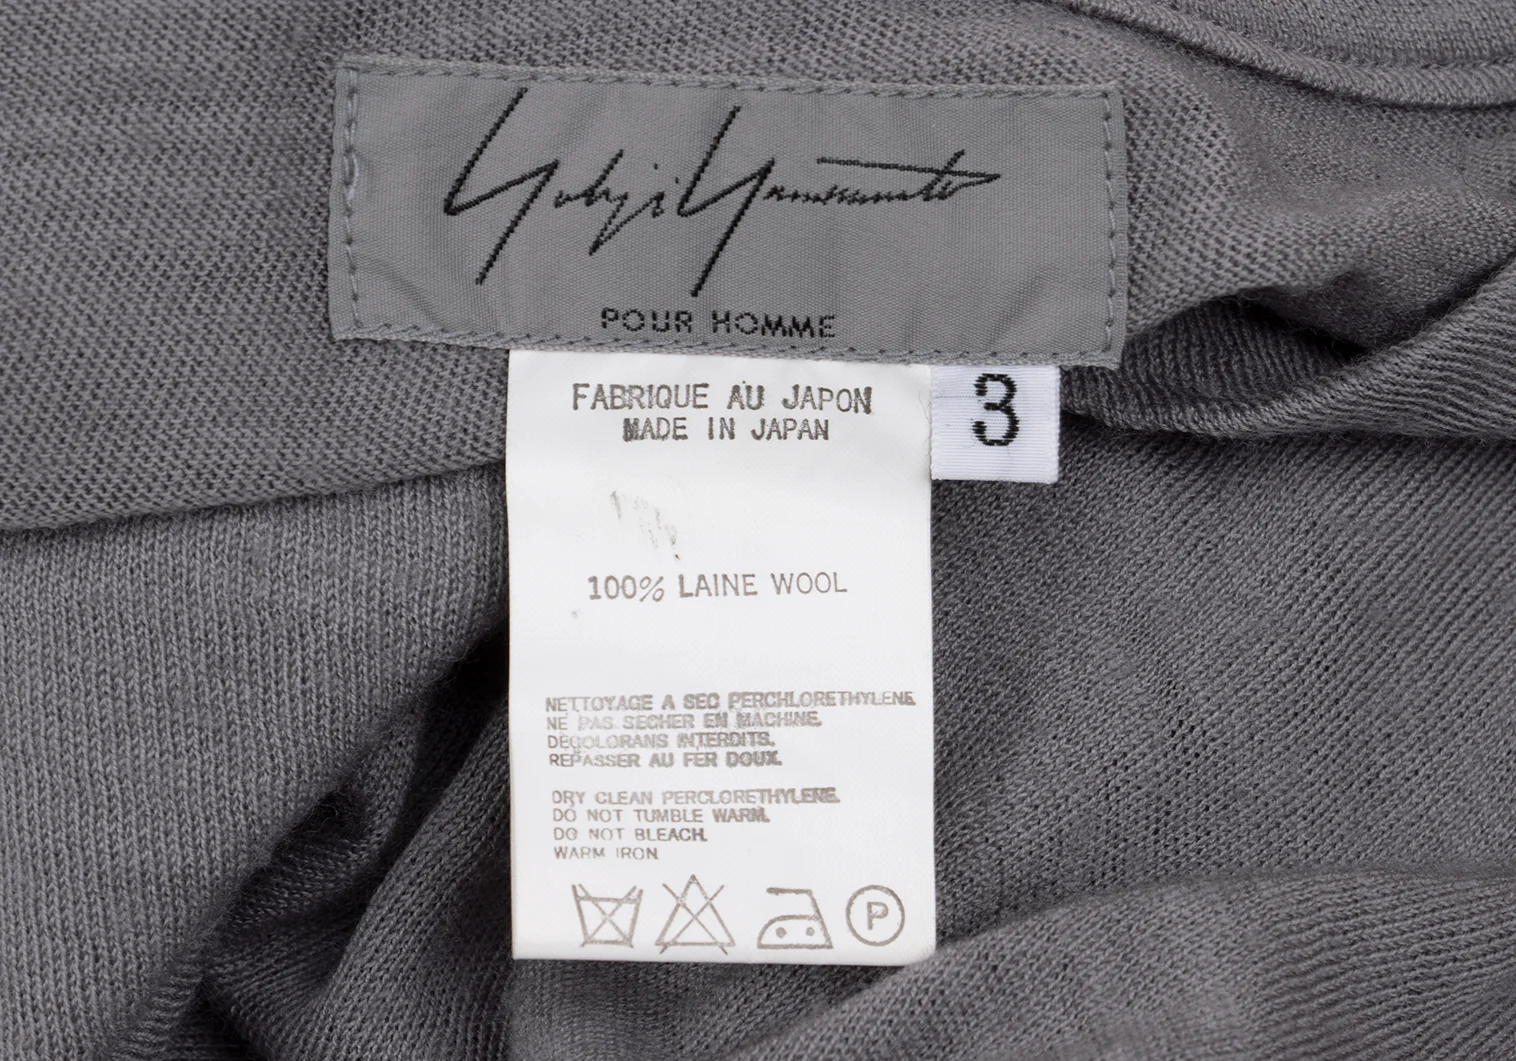 Yohji Yamamoto
POUR HOMME
3
FABRIQUE AU JAPON
MADE IN JAPAN
100% LAINE WOOL
NETTOYAGE A SEC PERCHLORETHYLENE
NE PAS SECHER EN MACHINE.
DECOLORANS INTERDITS.
REPASSER AU FER DOUX.
DRY CLEAN PERCLORETHYLENE.
DO NOT TUMBLE WARM.
DO NOT BLEACH.
WARM IRON
P